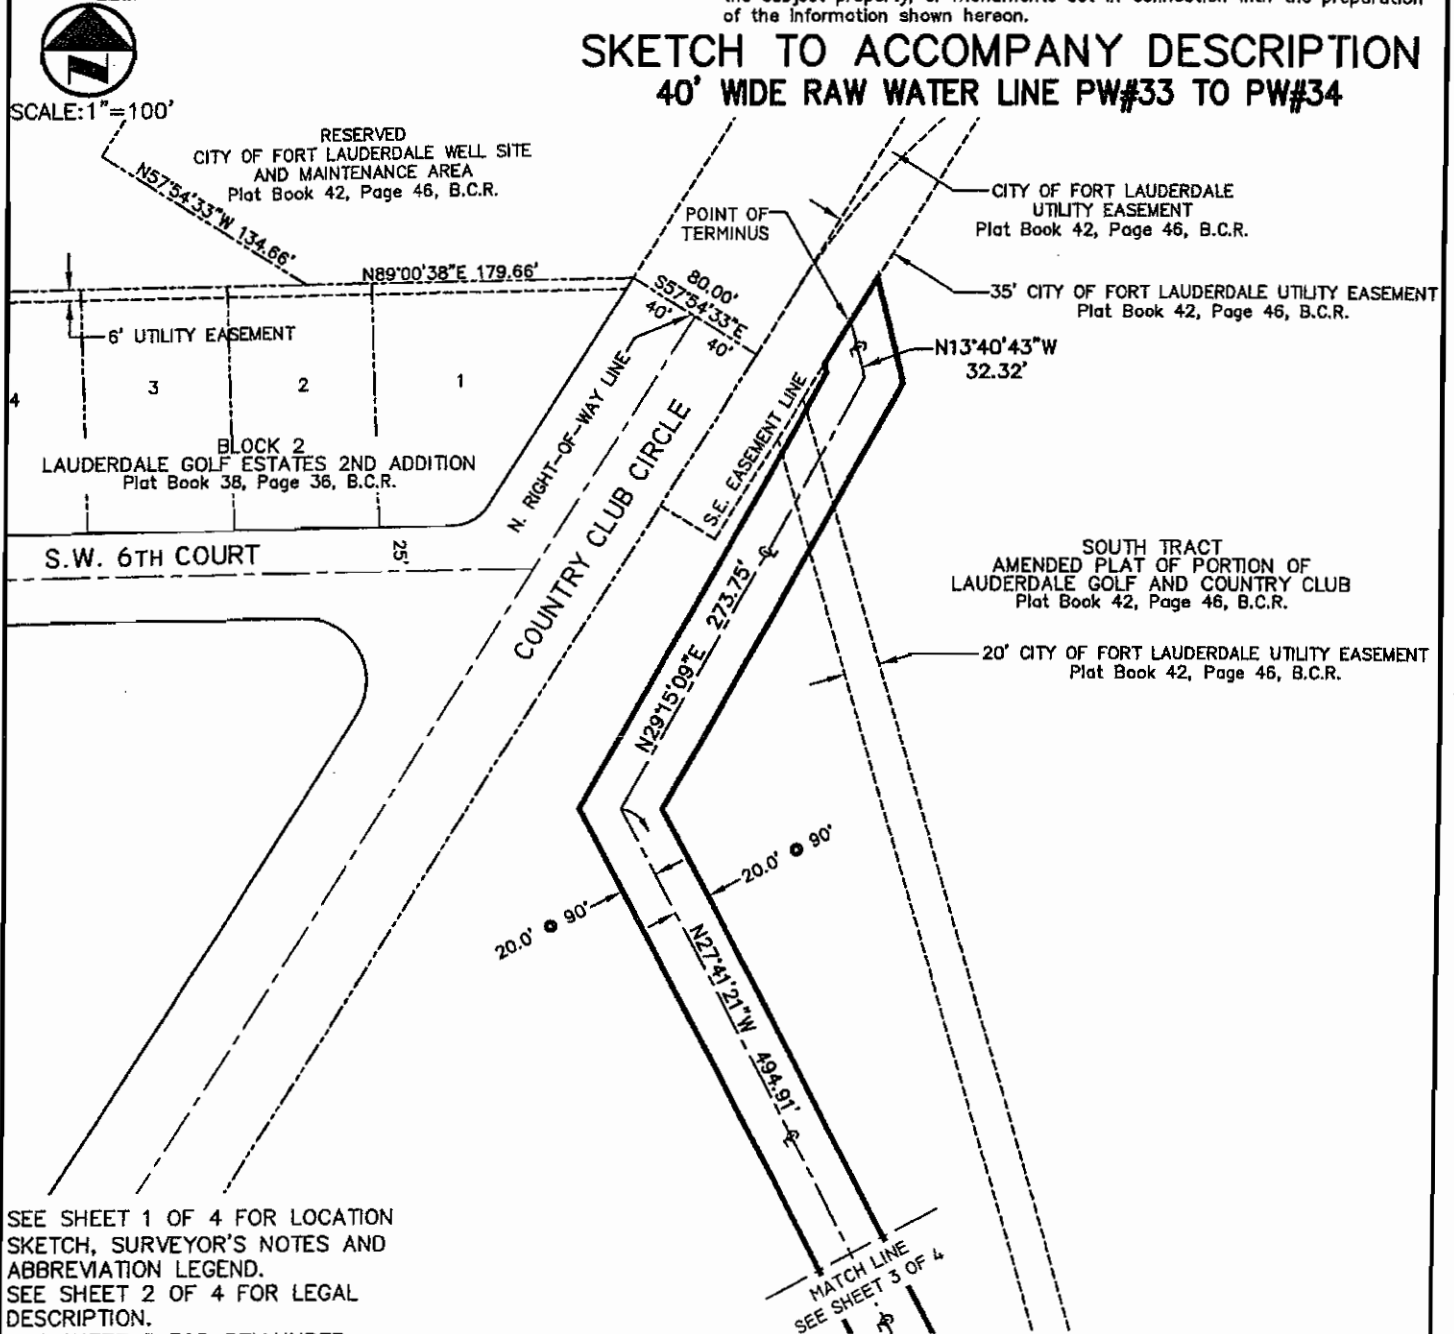 of the information shown hereon.
SKETCH TO ACCOMPANY DESCRIPTION
40' WIDE RAW WATER LINE PW#33 TO PW#34
N
SCALE:1"=100'
RESERVED
CITY OF FORT LAUDERDALE WELL SITE
AND MAINTENANCE AREA
Plat Book 42, Page 46, B.C.R.
N57°54'33"W 134.66'
N89°00'38"E 179.66'
POINT OF
TERMINUS
CITY OF FORT LAUDERDALE
UTILITY EASEMENT
Plat Book 42, Page 46, B.C.R.
80.00'
S57°54'33"E
40'
40'
35' CITY OF FORT LAUDERDALE UTILITY EASEMENT
Plat Book 42, Page 46, B.C.R.
6' UTILITY EASEMENT
N13°40'43"W
32.32'
4
3
2
1
BLOCK 2
LAUDERDALE GOLF ESTATES 2ND ADDITION
Plat Book 38, Page 36, B.C.R.
N. RIGHT-OF-WAY LINE
COUNTRY CLUB CIRCLE
S.E. EASEMENT LINE
S.W. 6TH COURT
25'
SOUTH TRACT
AMENDED PLAT OF PORTION OF
LAUDERDALE GOLF AND COUNTRY CLUB
Plat Book 42, Page 46, B.C.R.
20' CITY OF FORT LAUDERDALE UTILITY EASEMENT
Plat Book 42, Page 46, B.C.R.
N29°15'09"E 273.75'
20.0' @ 90°
20.0' @ 90°
N27°41'21"W 494.91'
MATCH LINE
SEE SHEET 3 OF 4
SEE SHEET 1 OF 4 FOR LOCATION
SKETCH, SURVEYOR'S NOTES AND
ABBREVIATION LEGEND.
SEE SHEET 2 OF 4 FOR LEGAL
DESCRIPTION.